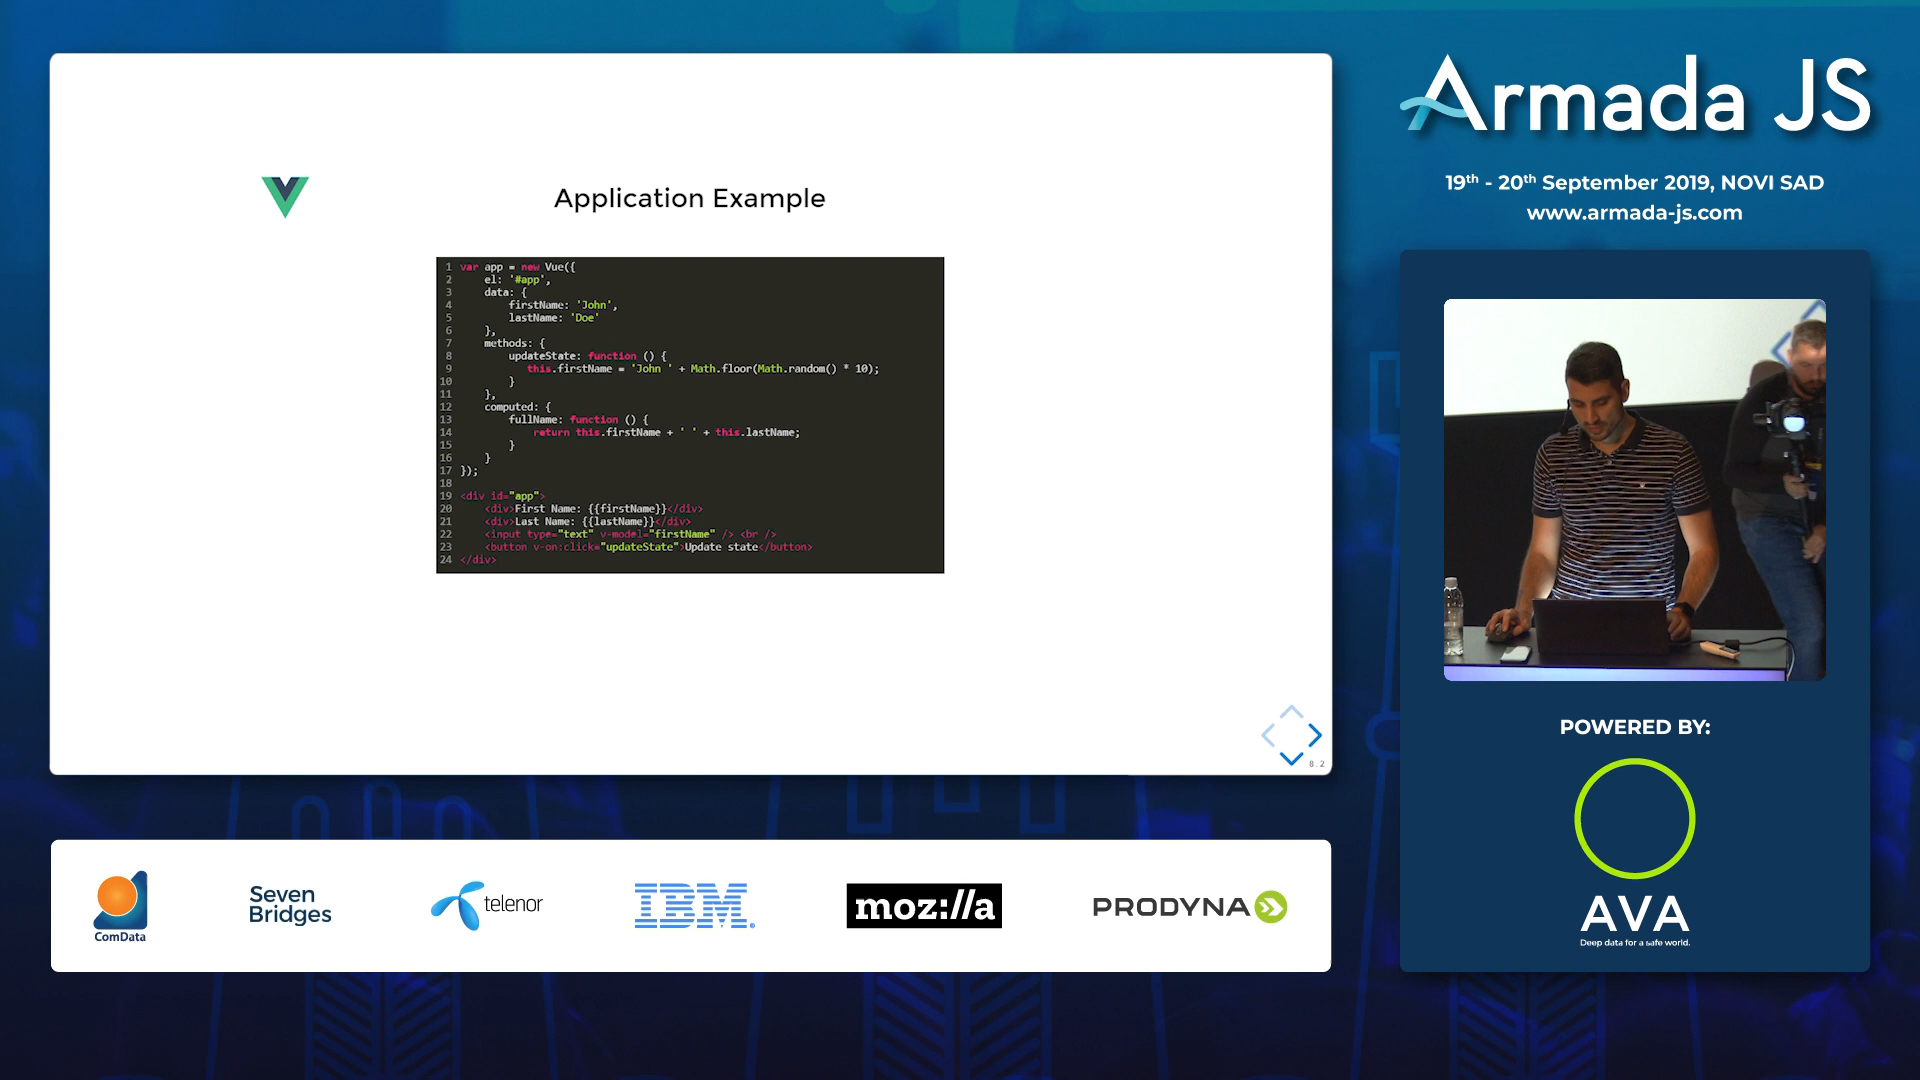 Application Example
1 var app = new Vue({
2 el: '#app',
3 data: {
4 firstName: 'John',
5 lastName: 'Doe'
6 },
7 methods: {
8 updateState: function () {
9 this.firstName = 'John ' + Math.floor(Math.random() * 10);
10 }
11 },
12 computed: {
13 fullName: function () {
14 return this.firstName + ' ' + this.lastName;
15 }
16 }
17 });
18
19 <div id="app">
20 <div>First Name: {{firstName}}</div>
21 <div>Last Name: {{lastName}}</div>
22 <input type="text" v-model="firstName" /> <br />
23 <button v-on:click="updateState">Update state</button>
24 </div>
8.2
Armada JS
19th - 20th September 2019, NOVI SAD
www.armada-js.com
POWERED BY:
AVA
Deep data for a safe world.
ComData
Seven
Bridges
telenor
IBM®
moz://a
PRODYNA